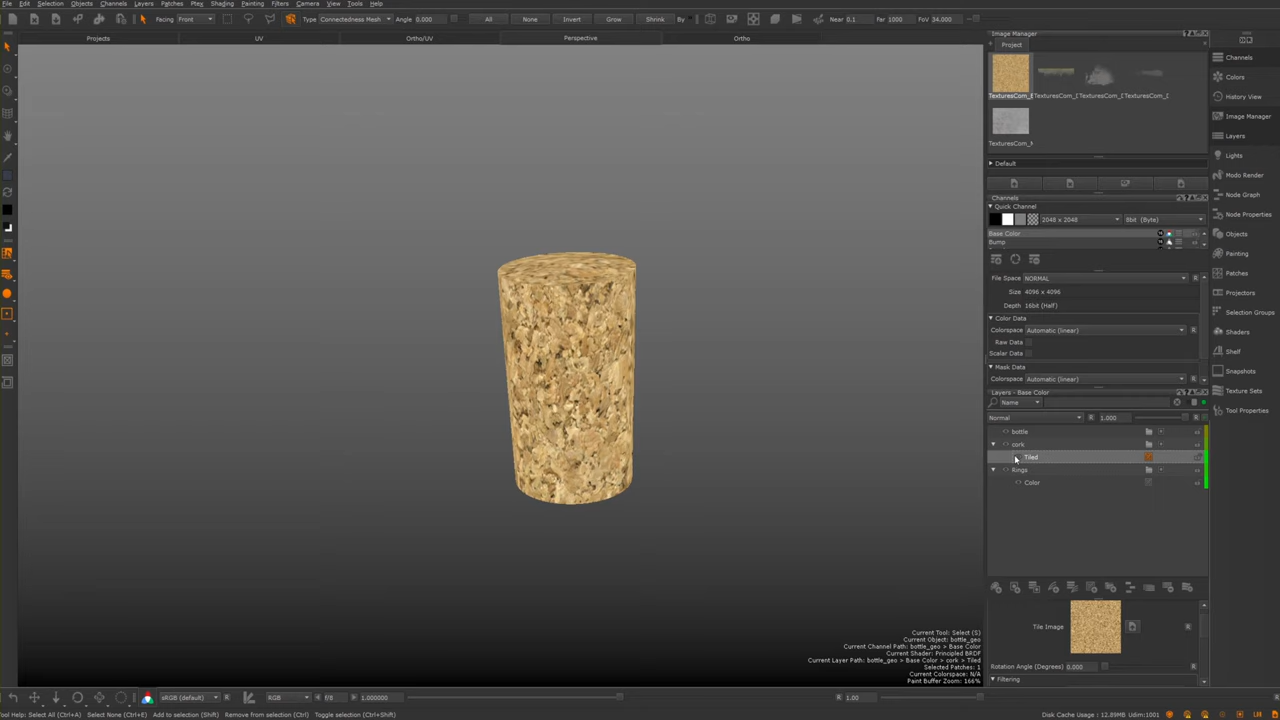 File Edit Selection Objects Channels Layers Patches Ptex Shading Painting Filters Camera View Tools Help
Facing Front Type Connectedness Mesh Angle 0.000 All None Invert Grow Shrink By Near 0.1 Far 1000 FoV 34.000
Projects UV Ortho/UV Perspective Ortho
Image Manager
Project
TexturesCom_ TexturesCom_I TexturesCom_I TexturesCom_I
TexturesCom_
Default
Channels
Quick Channel
2048 x 2048 8bit (Byte)
Base Color
Bump
File Space NORMAL
Size 4096 x 4096
Depth 16bit (Half)
Color Data
Colorspace Automatic (linear) R
Raw Data
Scalar Data
Mask Data
Colorspace Automatic (linear)
Layers - Base Color
Name
Normal R 1.000 R
bottle
cork
Tiled
Rings
Color
Tile Image R
Rotation Angle (Degrees) 0.000 R
Filtering
Channels
Colors
History View
Image Manager
Layers
Lights
Modo Render
Node Graph
Node Properties
Objects
Painting
Patches
Projectors
Selection Groups
Shaders
Shelf
Snapshots
Texture Sets
Tool Properties
Current Tool: Select (S)
Current Object: bottle_geo
Current Channel Path: bottle_geo > Base Color
Current Shader: Principled BRDF
Current Layer Path: bottle_geo > Base Color > cork > Tiled
Selected Patches: 1
Current Colorspace: N/A
Paint Buffer Zoom: 166%
sRGB (default) R RGB f/8 1.000000 R 1.00
Tool Help: Select All (Ctrl+A) Select None (Ctrl+E) Add to selection (Shift) Remove from selection (Ctrl) Toggle selection (Ctrl+Shift) Disk Cache Usage : 12.89MB Udim:1001